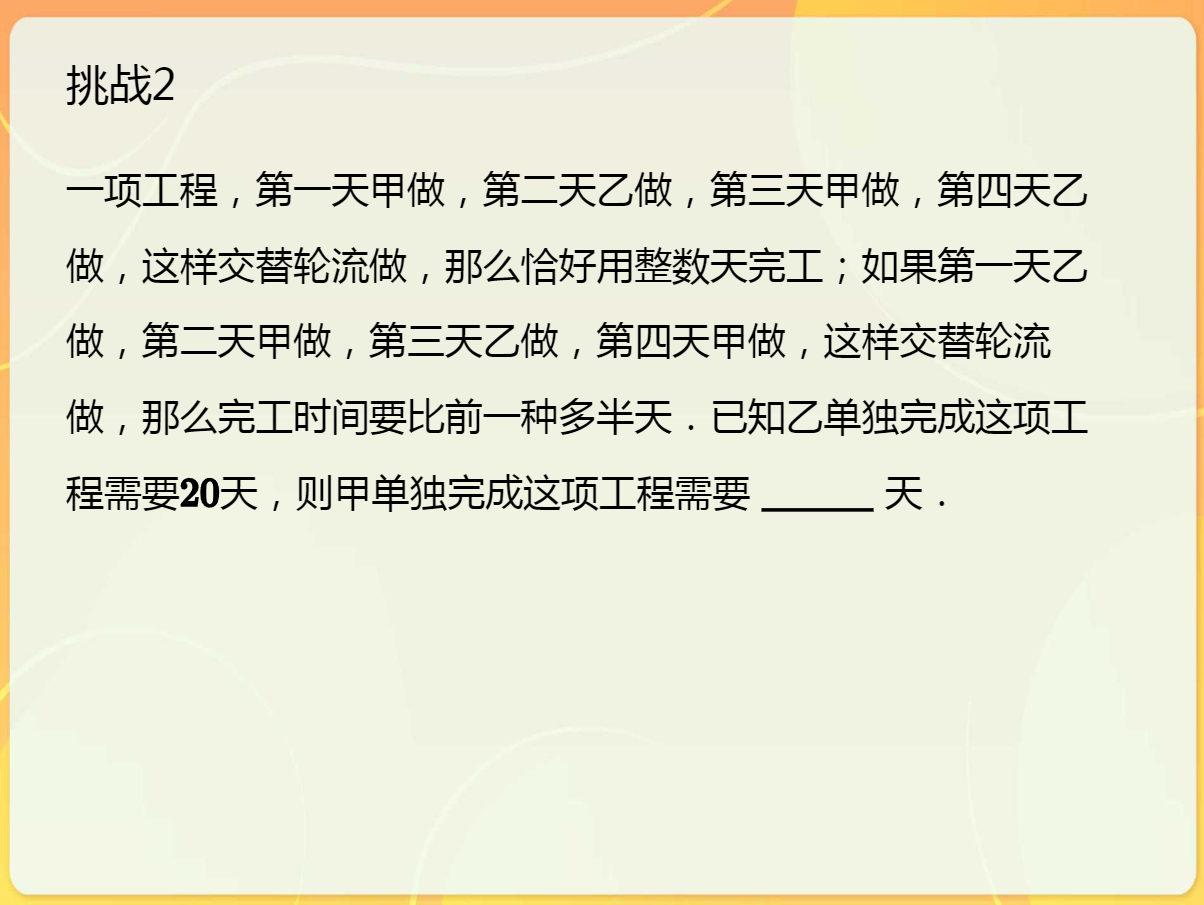 挑战2
一项工程，第一天甲做，第二天乙做，第三天甲做，第四天乙
做，这样交替轮流做，那么恰好用整数天完工；如果第一天乙
做，第二天甲做，第三天乙做，第四天甲做，这样交替轮流
做，那么完工时间要比前一种多半天．已知乙单独完成这项工
程需要20天，则甲单独完成这项工程需要 ______ 天．